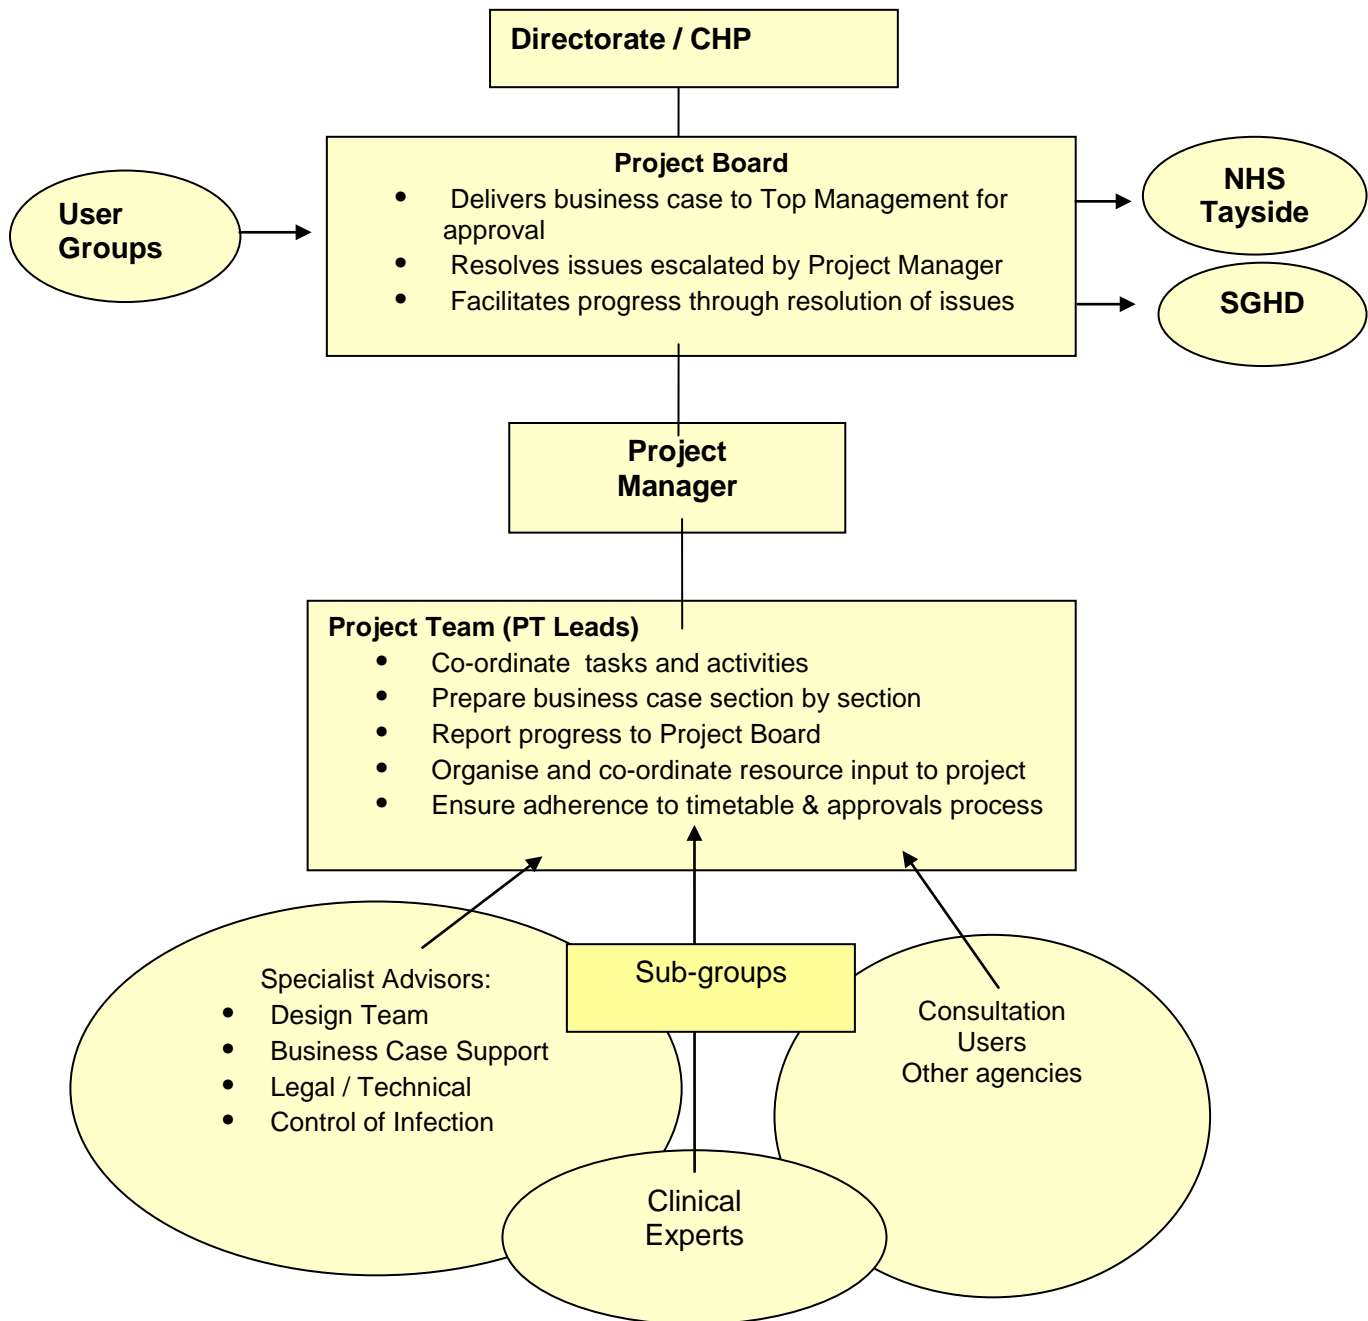 Directorate / CHP
Project Board
• Delivers business case to Top Management for
approval
• Resolves issues escalated by Project Manager
• Facilitates progress through resolution of issues
User
Groups
NHS
Tayside
SGHD
Project
Manager
Project Team (PT Leads)
• Co-ordinate tasks and activities
• Prepare business case section by section
• Report progress to Project Board
• Organise and co-ordinate resource input to project
• Ensure adherence to timetable & approvals process
Specialist Advisors:
• Design Team
• Business Case Support
• Legal / Technical
• Control of Infection
Sub-groups
Consultation
Users
Other agencies
Clinical
Experts